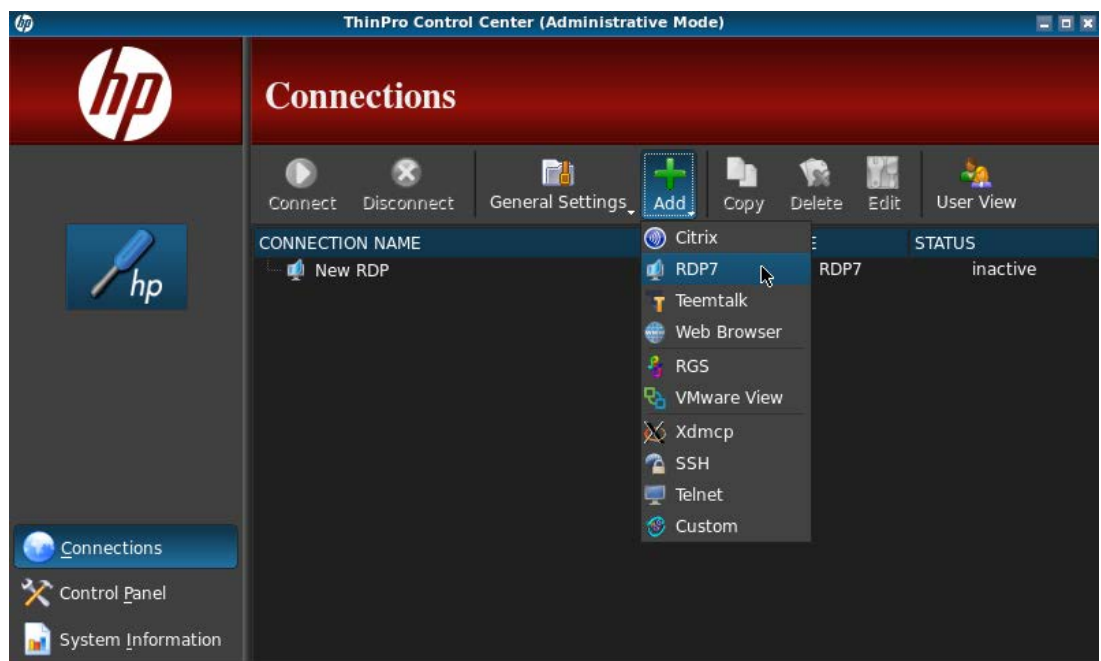 hp
ThinPro Control Center (Administrative Mode)
hp
Connections
Connect
Disconnect
General Settings
Add
Copy
Delete
Edit
User View
CONNECTION NAME
E
STATUS
New RDP
RDP7
inactive
Citrix
RDP7
Teemtalk
Web Browser
RGS
VMware View
Xdmcp
SSH
Telnet
Custom
hp
Connections
Control Panel
System Information